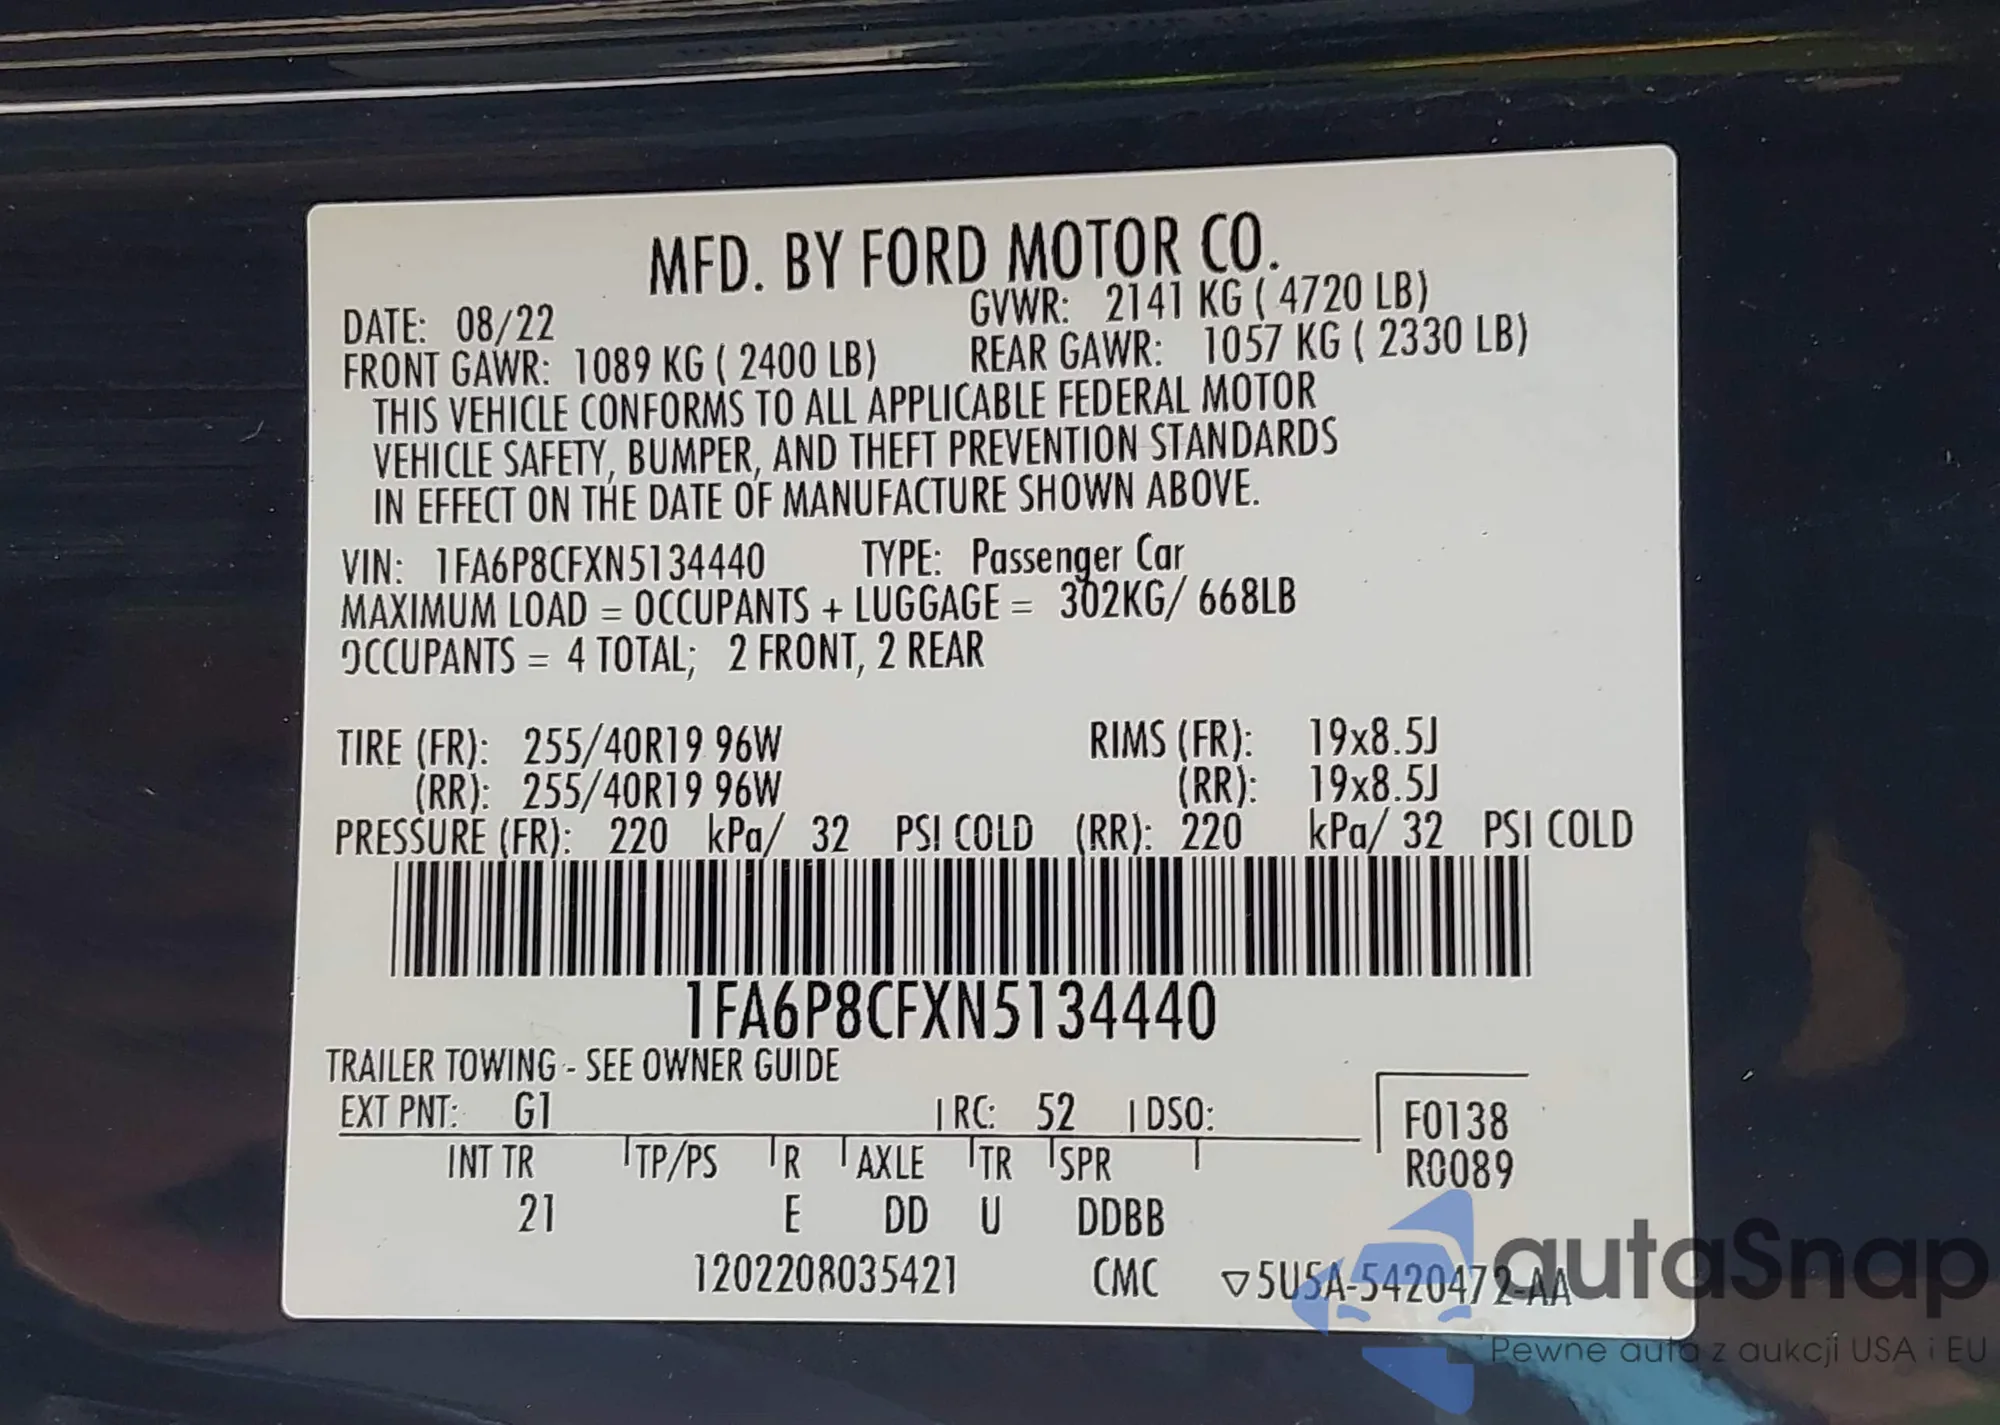 MFD. BY FORD MOTOR CO.
DATE: 08/22 GVWR: 2141 KG ( 4720 LB)
FRONT GAWR: 1089 KG ( 2400 LB) REAR GAWR: 1057 KG ( 2330 LB)
THIS VEHICLE CONFORMS TO ALL APPLICABLE FEDERAL MOTOR
VEHICLE SAFETY, BUMPER, AND THEFT PREVENTION STANDARDS
IN EFFECT ON THE DATE OF MANUFACTURE SHOWN ABOVE.
VIN: 1FA6P8CFXN5134440 TYPE: Passenger Car
MAXIMUM LOAD = OCCUPANTS + LUGGAGE = 302KG/ 668LB
OCCUPANTS = 4 TOTAL; 2 FRONT, 2 REAR
TIRE (FR): 255/40R19 96W RIMS (FR): 19x8.5J
(RR): 255/40R19 96W (RR): 19x8.5J
PRESSURE (FR): 220 kPa/ 32 PSI COLD (RR): 220 kPa/ 32 PSI COLD
1FA6P8CFXN5134440
TRAILER TOWING - SEE OWNER GUIDE
EXT PNT: G1 RC: 52 DSO: F0138
INT TR TP/PS R AXLE TR SPR R0089
21 E DD U DDBB
1202208035421 CMC ▽5U5A-5420472-AA
autaSnap
Pewne auta z aukcji USA i EU